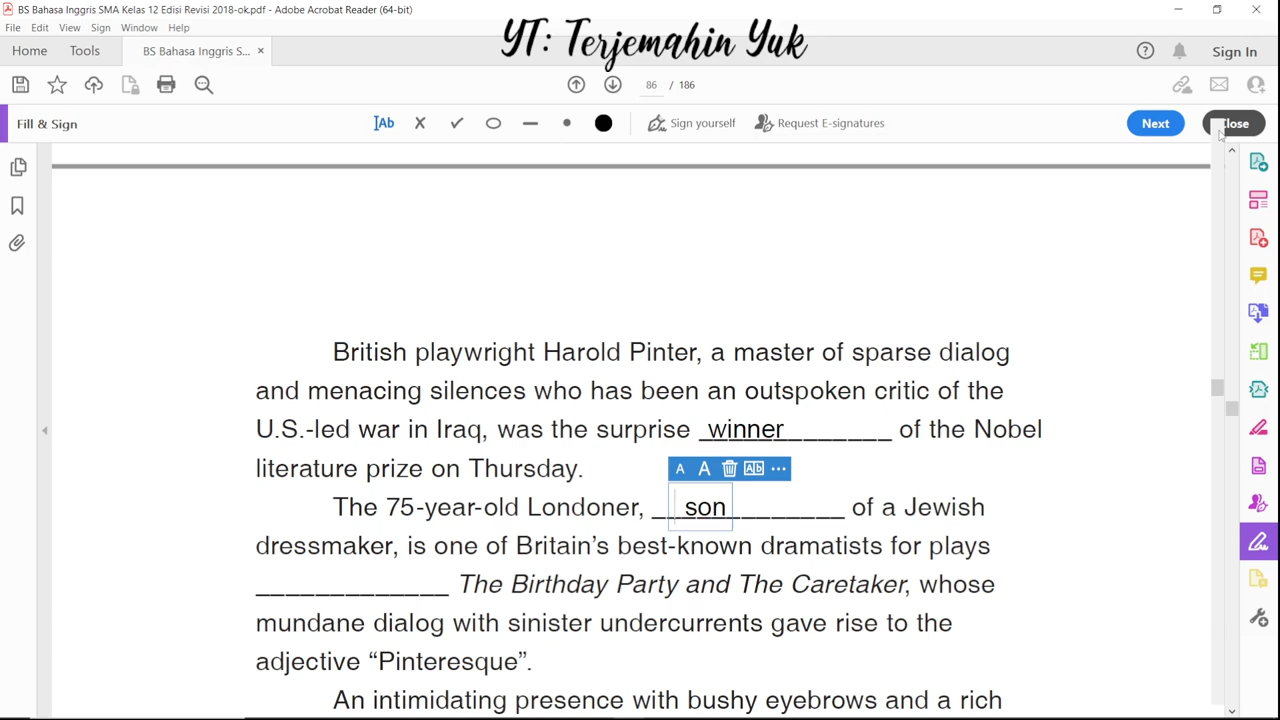 BS Bahasa Inggris SMA Kelas 12 Edisi Revisi 2018-ok.pdf - Adobe Acrobat Reader (64-bit)
File Edit View Sign Window Help
YT: Terjemahin Yuk
Home Tools BS Bahasa Inggris S... × Sign In
86 / 186
Fill & Sign Ab Sign yourself Request E-signatures Next Close
British playwright Harold Pinter, a master of sparse dialog
and menacing silences who has been an outspoken critic of the
U.S.-led war in Iraq, was the surprise _winner_____________ of the Nobel
literature prize on Thursday.
A A Ab ...
The 75-year-old Londoner, __son__________ of a Jewish
dressmaker, is one of Britain's best-known dramatists for plays
_____________ The Birthday Party and The Caretaker, whose
mundane dialog with sinister undercurrents gave rise to the
adjective “Pinteresque”.
An intimidating presence with bushy eyebrows and a rich